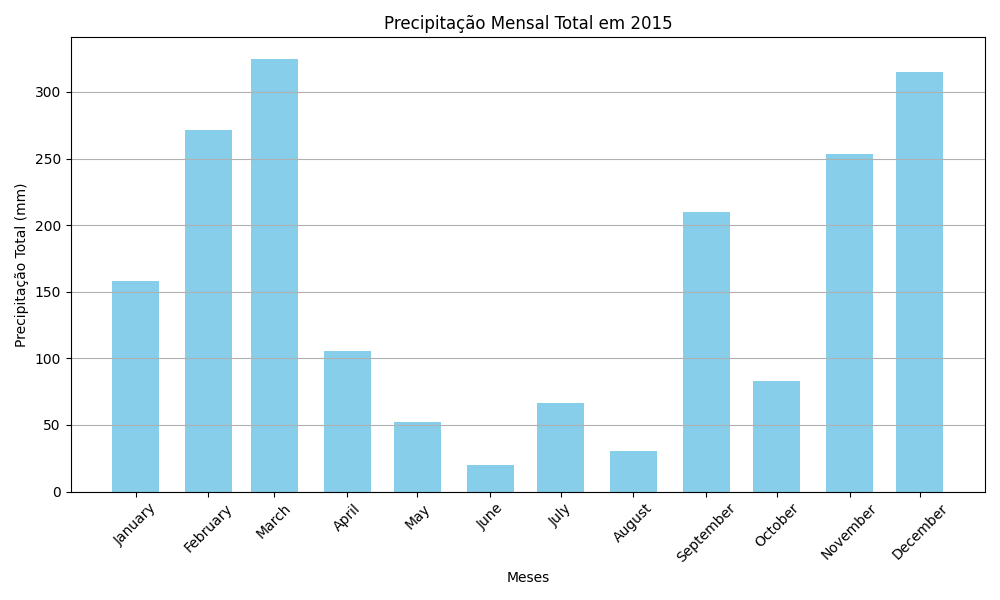 Precipitação Mensal Total em 2015
Precipitação Total (mm)
300
250
200
150
100
50
0
January
February
March
April
May
June
July
August
September
October
November
December
Meses